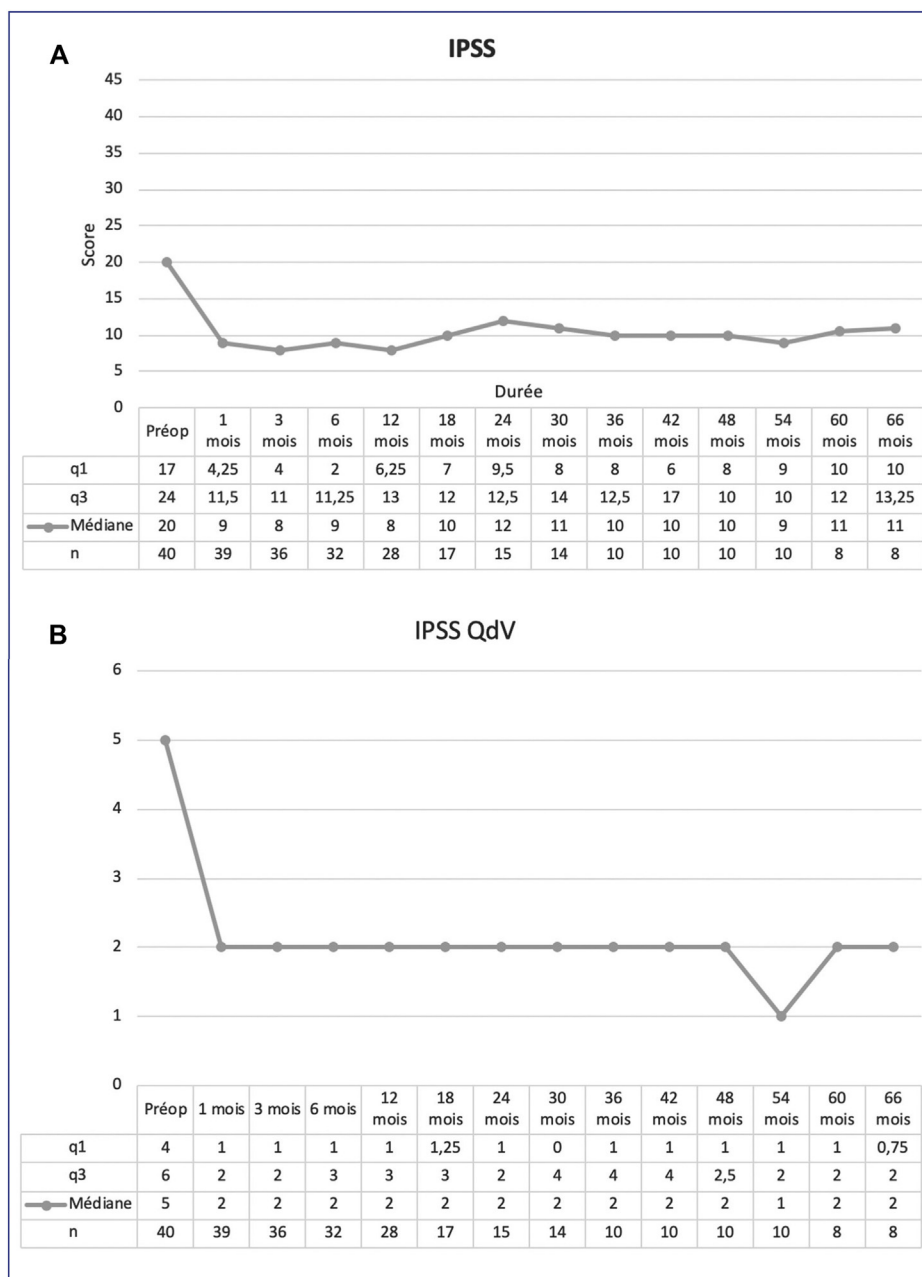 A
IPSS
45
40
35
30
25
20
15
10
5
0
Score
Durée
Préop 1 mois 3 mois 6 mois 12 mois 18 mois 24 mois 30 mois 36 mois 42 mois 48 mois 54 mois 60 mois 66 mois
q1 17 4,25 4 2 6,25 7 9,5 8 8 6 8 9 10 10
q3 24 11,5 11 11,25 13 12 12,5 14 12,5 17 10 10 12 13,25
Médiane 20 9 8 9 8 10 12 11 10 10 10 9 11 11
n 40 39 36 32 28 17 15 14 10 10 10 10 8 8
B
IPSS QdV
6
5
4
3
2
1
0
Préop 1 mois 3 mois 6 mois 12 mois 18 mois 24 mois 30 mois 36 mois 42 mois 48 mois 54 mois 60 mois 66 mois
q1 4 1 1 1 1 1,25 1 0 1 1 1 1 1 0,75
q3 6 2 2 3 3 3 2 4 4 4 2,5 2 2 2
Médiane 5 2 2 2 2 2 2 2 2 2 2 1 2 2
n 40 39 36 32 28 17 15 14 10 10 10 10 8 8